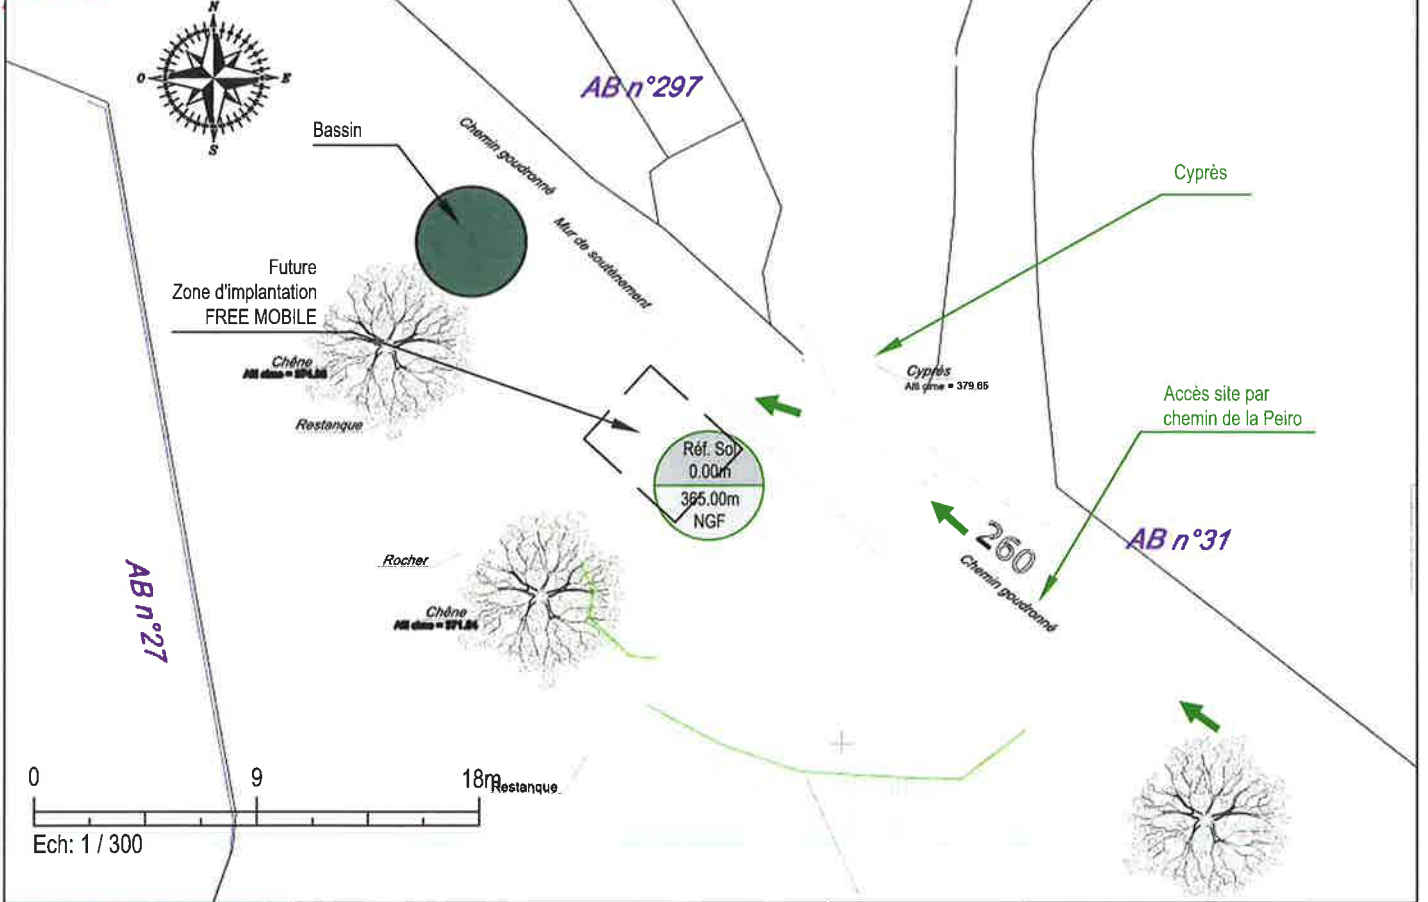 N
O
E
S
AB n°297
Bassin
Chemin goudronné
Cyprès
Mur de soutènement
Future
Zone d'implantation
FREE MOBILE
Chêne
Restanque
Cyprès
Alti cime = 379.65
Accès site par
chemin de la Peiro
Réf. Sol
0.00m
365.00m
NGF
260
Chemin goudronné
AB n°31
Rocher
AB n°27
Chêne
0
9
18m
Restanque
Ech: 1 / 300